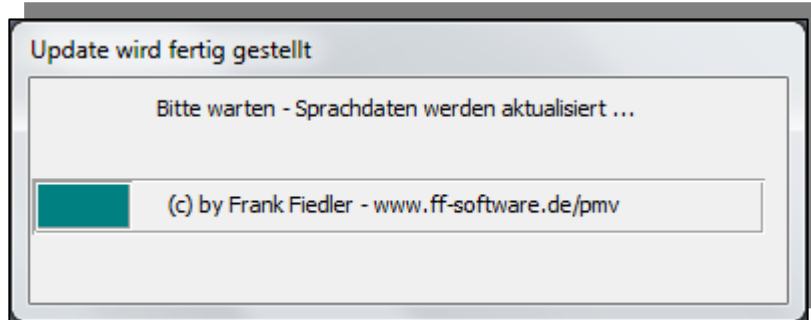 Update wird fertig gestellt
Bitte warten - Sprachdaten werden aktualisiert ...
(c) by Frank Fiedler - www.ff-software.de/pmv